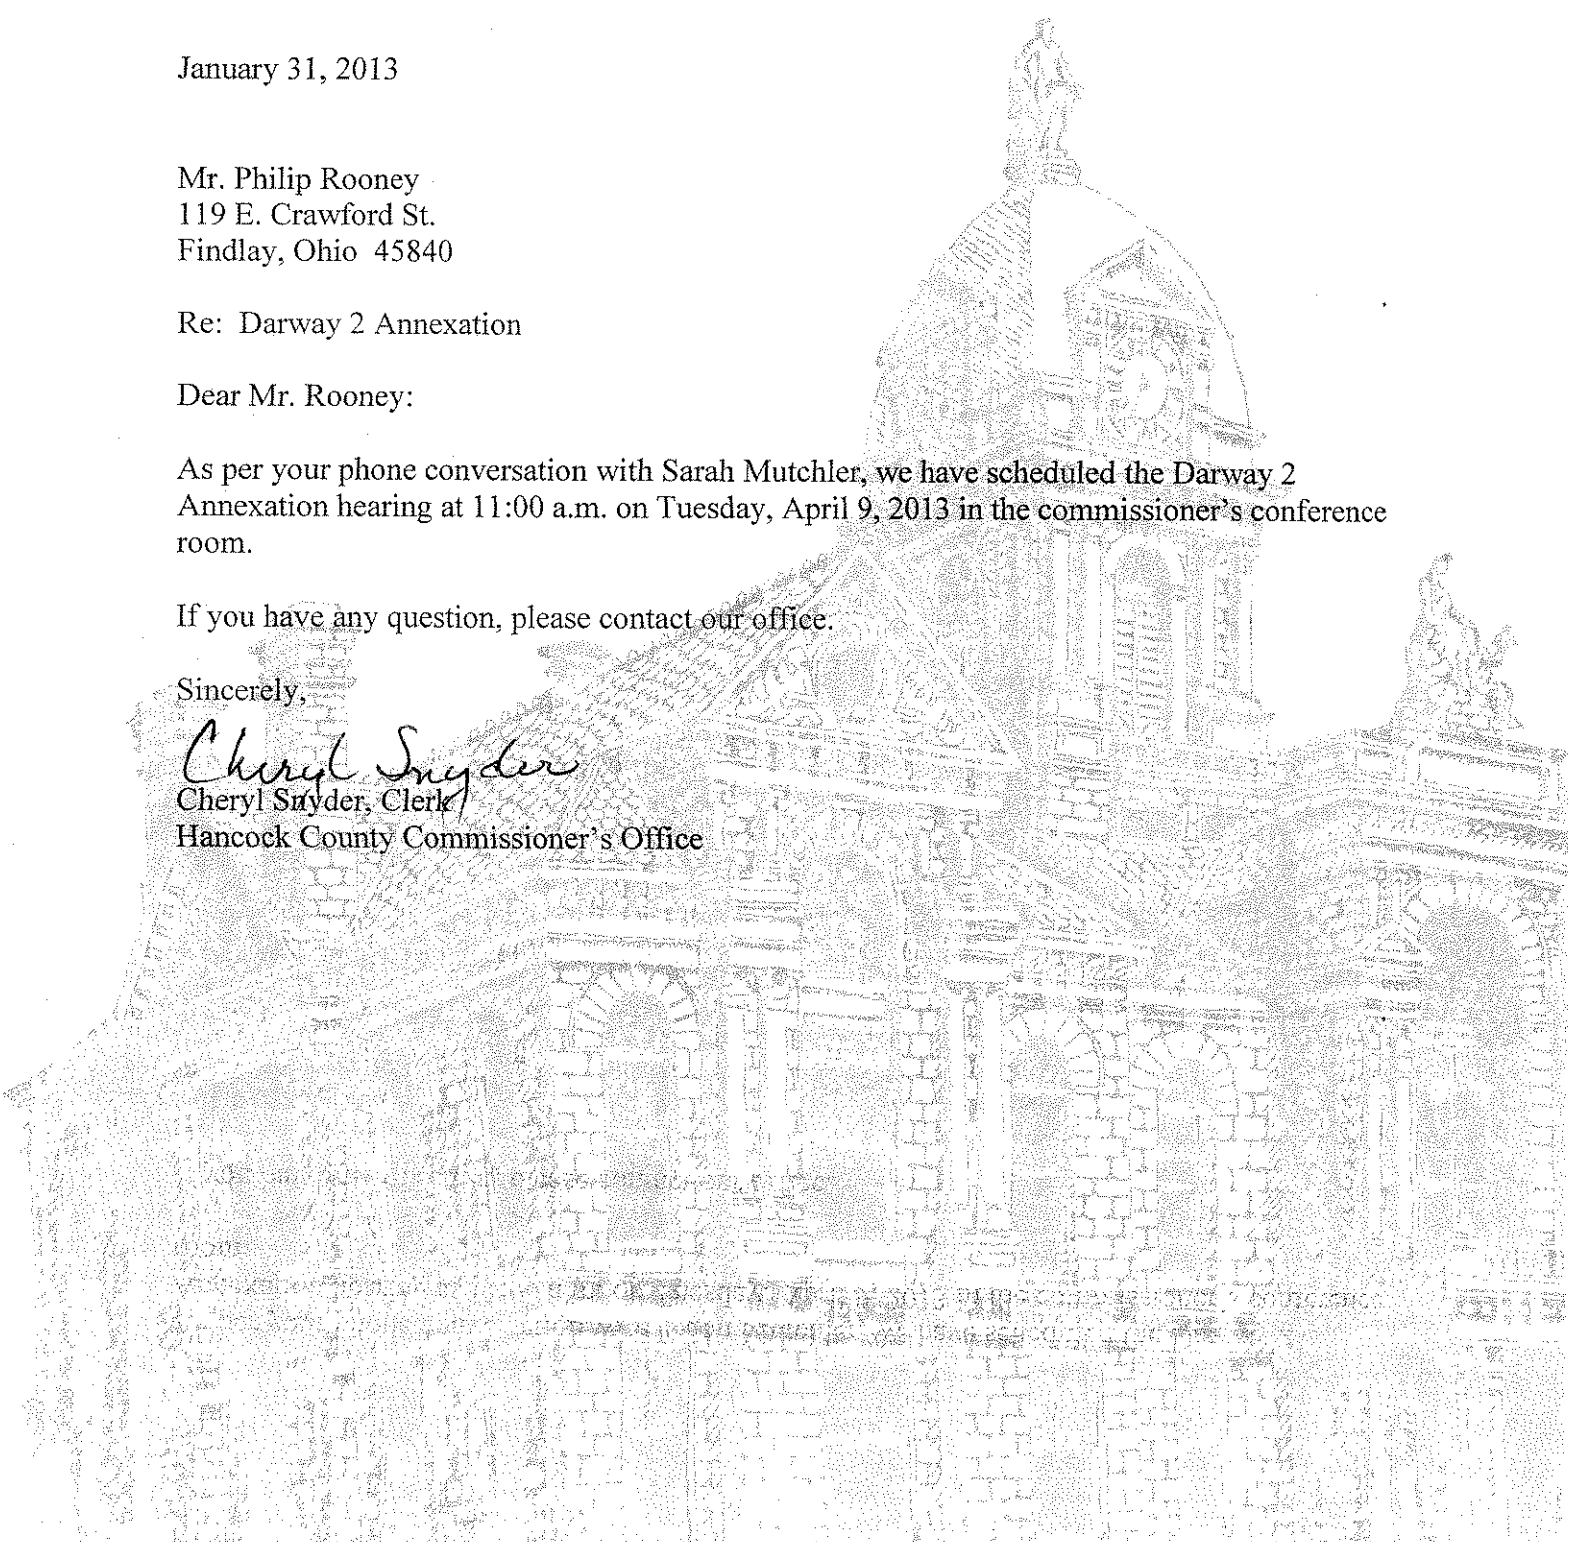 January 31, 2013
Mr. Philip Rooney
119 E. Crawford St.
Findlay, Ohio 45840
Re: Darway 2 Annexation
Dear Mr. Rooney:
As per your phone conversation with Sarah Mutchler, we have scheduled the Darway 2
Annexation hearing at 11:00 a.m. on Tuesday, April 9, 2013 in the commissioner's conference
room.
If you have any question, please contact our office.
Sincerely,
Cheryl Snyder
Cheryl Snyder, Clerk
Hancock County Commissioner's Office